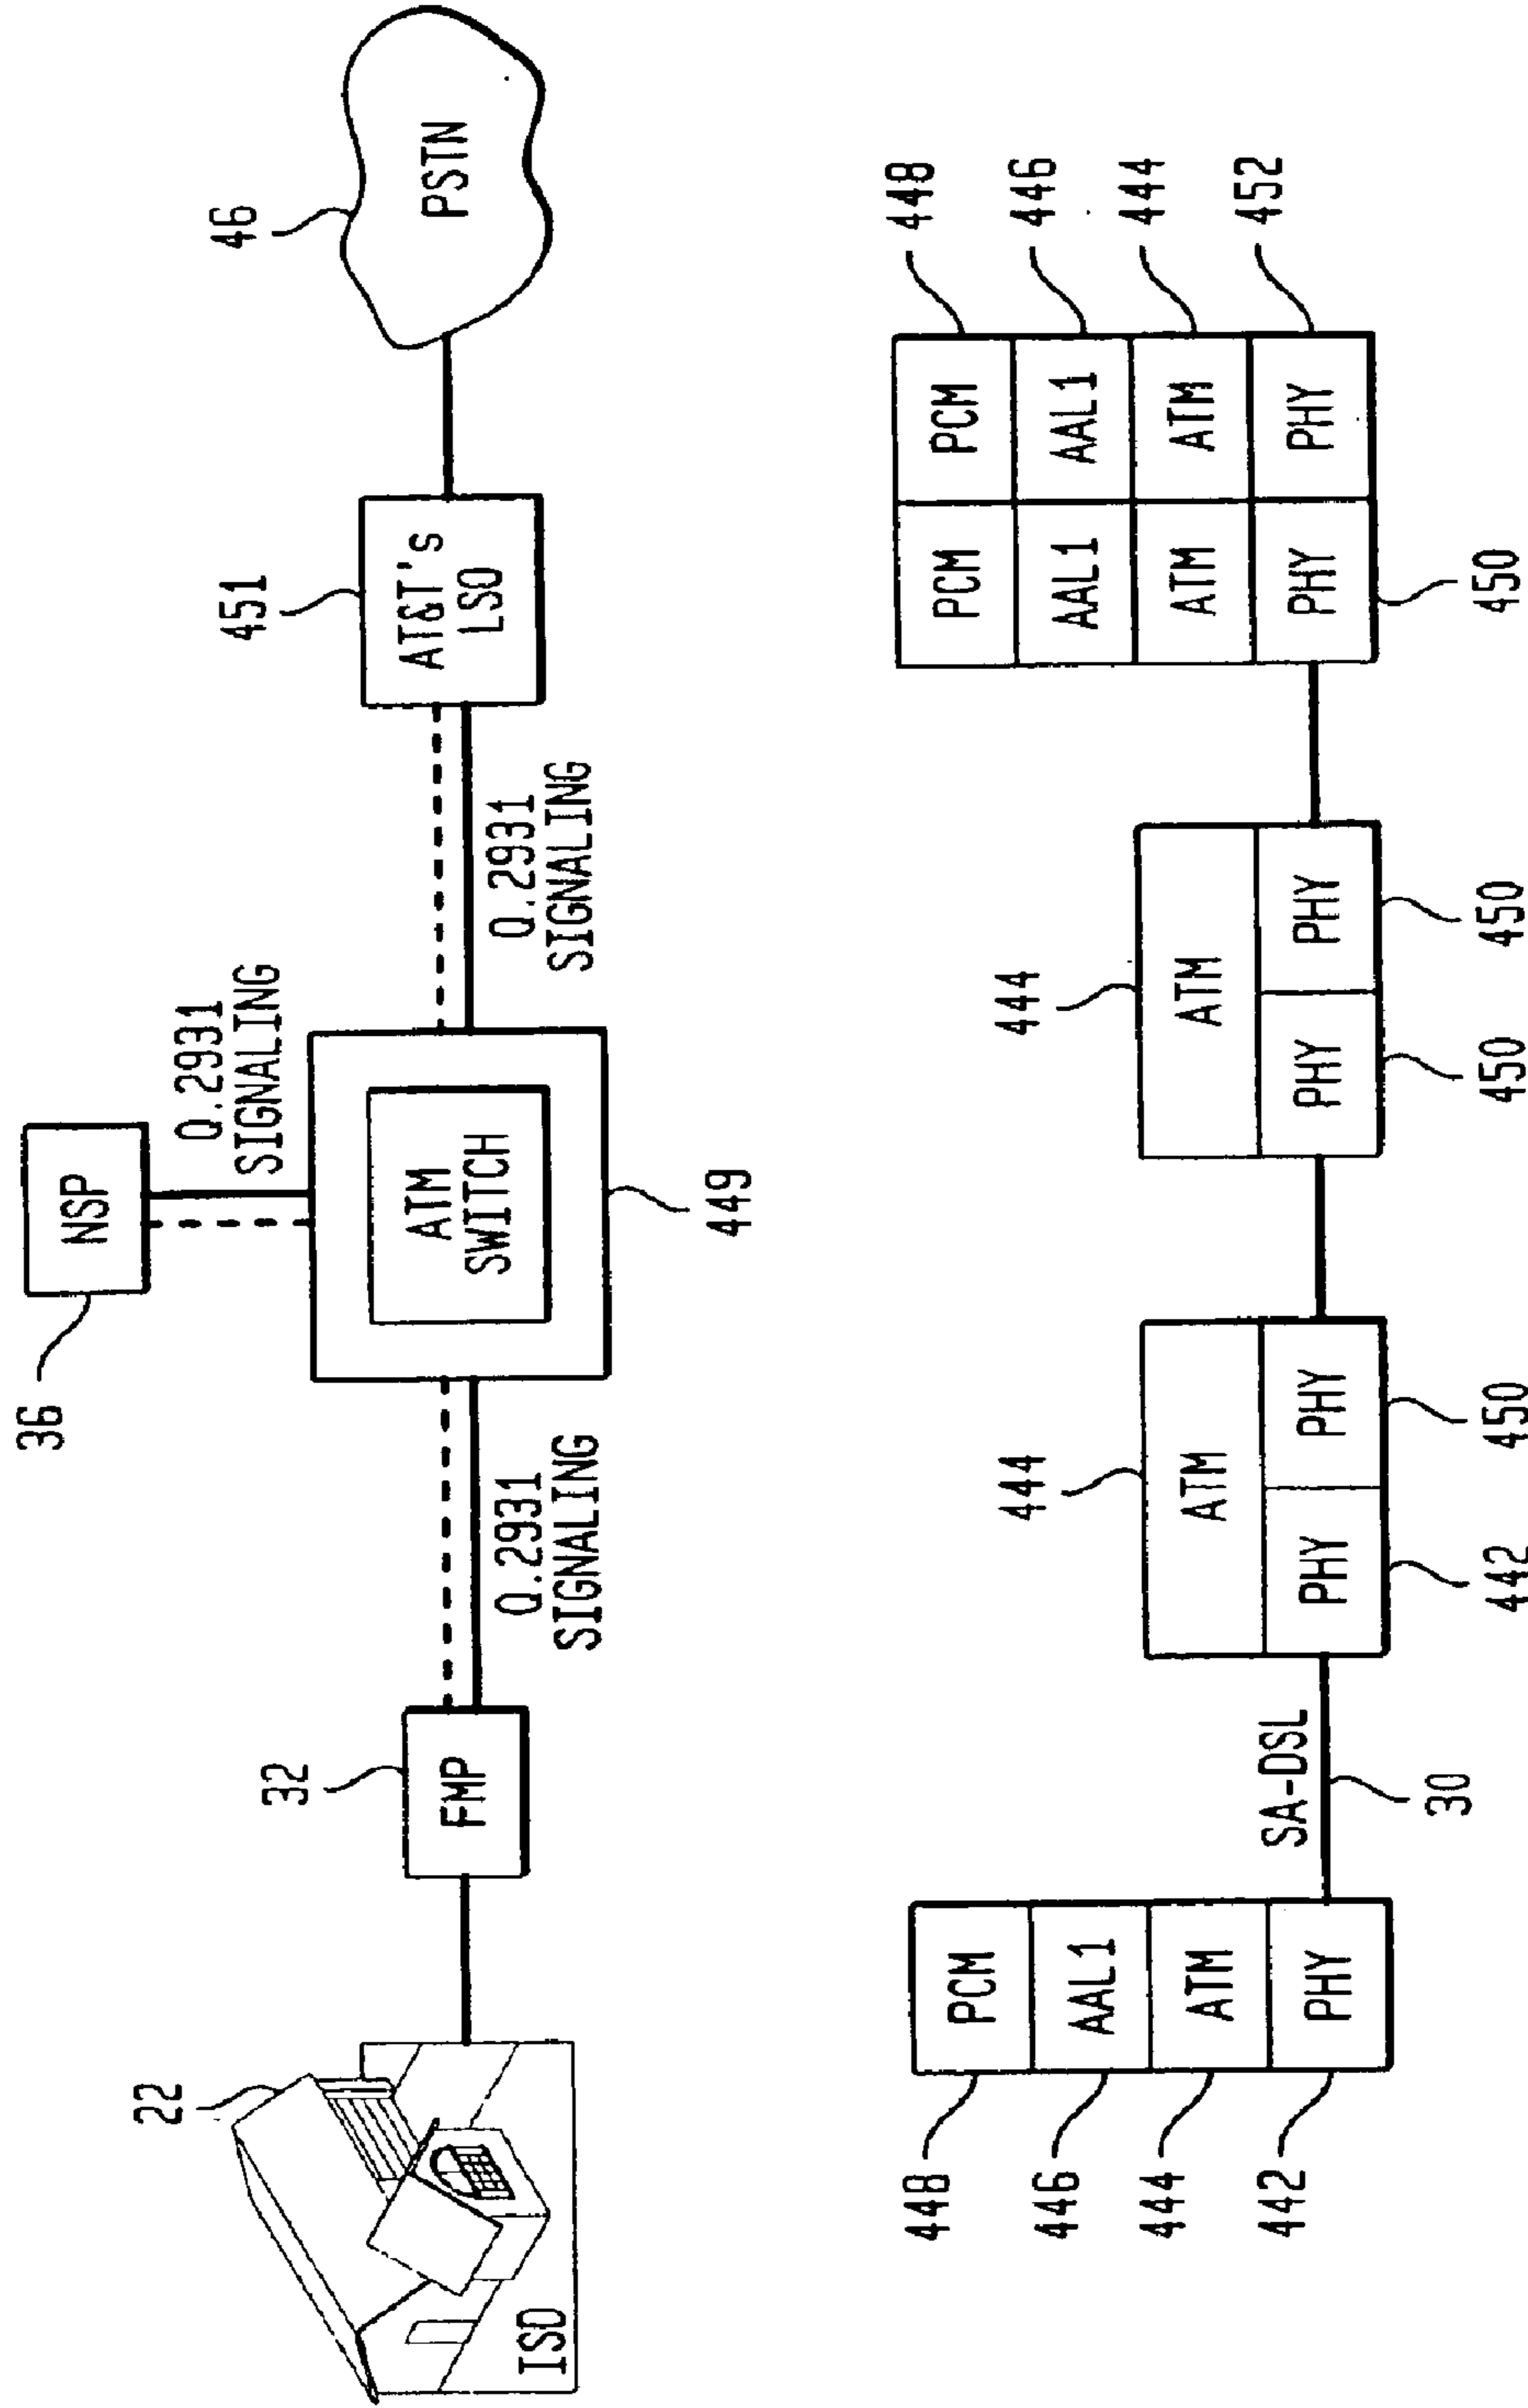 36
NSP
Q.2931
SIGNALING
22
ISD
32
FMP
Q.2931
SIGNALING
ATM
SWITCH
449
Q.2931
SIGNALING
451
AT&T's
LSO
46
PSTN
448
446
444
442
PCM
AAL1
ATM
PHY
SA-DSL
30
444
ATM
PHY
PHY
442
450
444
ATM
PHY
PHY
450
450
PCM
PCM
448
AAL1
AAL1
446
ATM
ATM
444
PHY
PHY
452
450